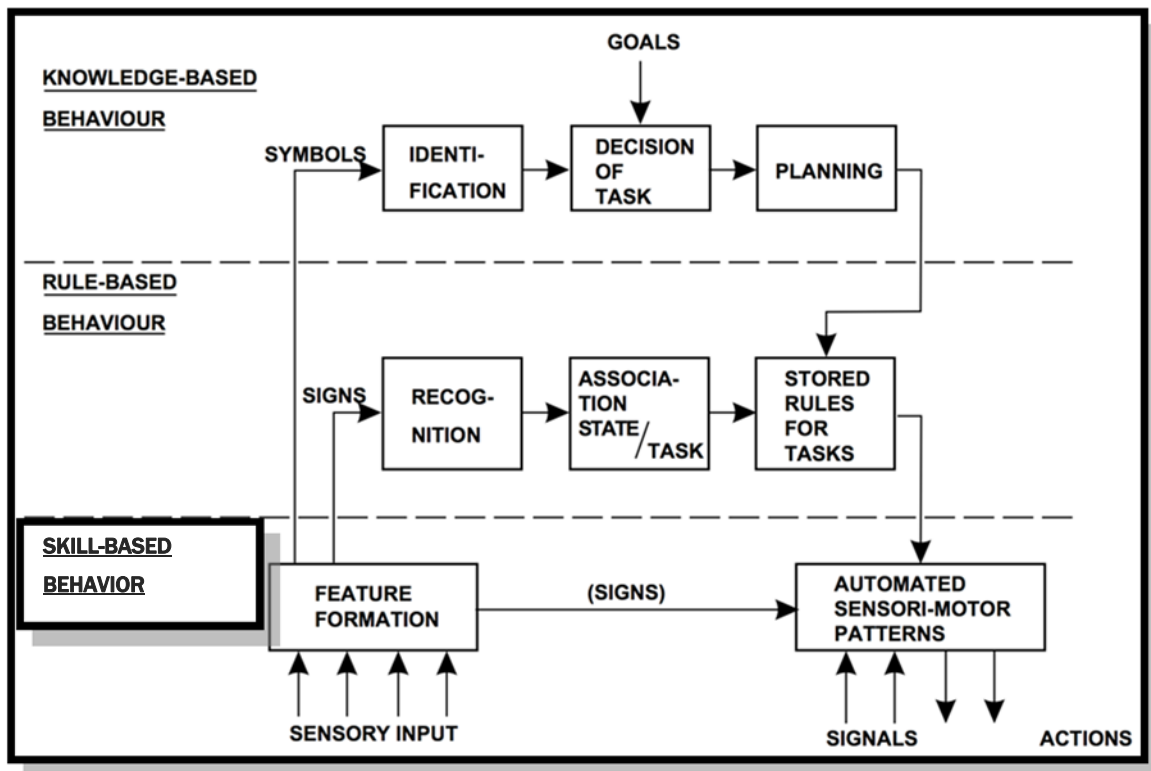 GOALS
KNOWLEDGE-BASED
BEHAVIOUR
SYMBOLS
IDENTI-
FICATION
DECISION
OF
TASK
PLANNING
RULE-BASED
BEHAVIOUR
SIGNS
RECOG-
NITION
ASSOCIA-
TION
STATE/
TASK
STORED
RULES
FOR
TASKS
SKILL-BASED
BEHAVIOR
FEATURE
FORMATION
(SIGNS)
AUTOMATED
SENSORI-MOTOR
PATTERNS
SENSORY INPUT
SIGNALS
ACTIONS